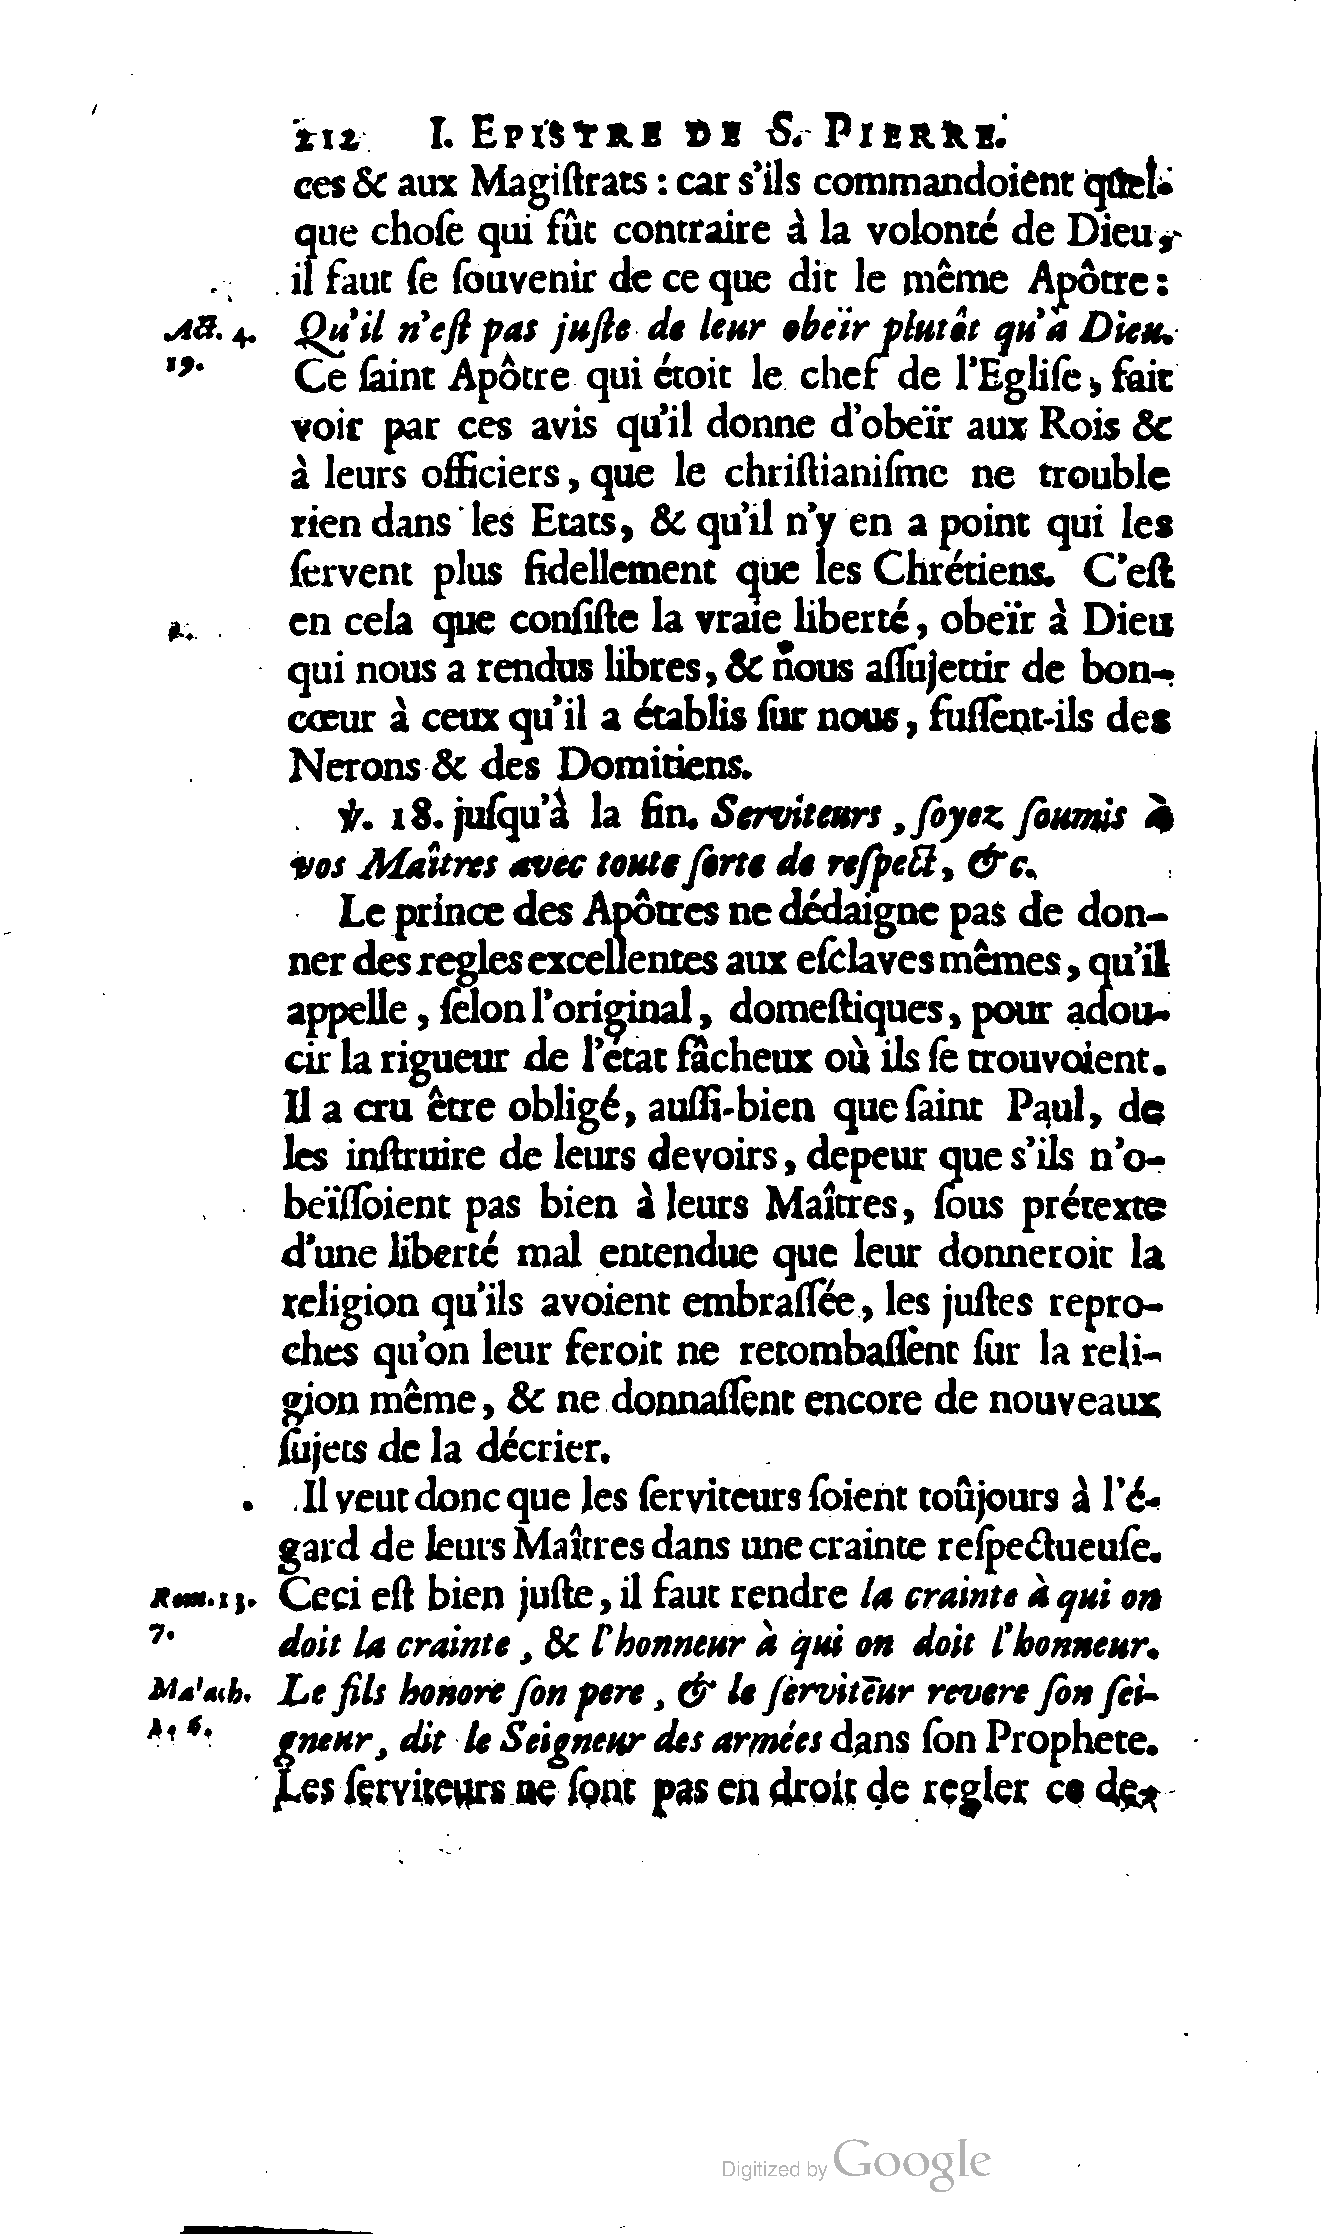 212 I. EPISTRE DE S. PIERRE.
ces & aux Magiſtrats : car s'ils commandoient quel-
que choſe qui fût contraire à la volonté de Dieu,
il faut ſe ſouvenir de ce que dit le même Apôtre :
Act. 4. Qu'il n'eſt pas juſte de leur obeïr plutôt qu'à Dieu.
19. Ce ſaint Apôtre qui étoit le chef de l'Egliſe, fait
voir par ces avis qu'il donne d'obeïr aux Rois &
à leurs officiers, que le chriſtianiſme ne trouble
rien dans les Etats, & qu'il n'y en a point qui les
ſervent plus fidellement que les Chrétiens. C'eſt
en cela que conſiſte la vraie liberté, obeïr à Dieu
qui nous a rendus libres, & nous aſſujettir de bon-
cœur à ceux qu'il a établis ſur nous, fuſſent-ils des
Nerons & des Domitiens.
℣. 18. juſqu'à la fin. Serviteurs, ſoyez ſoumis à
vos Maîtres avec toute ſorte de reſpect, &c.
Le prince des Apôtres ne dédaigne pas de don-
ner des regles excellentes aux eſclaves mêmes, qu'il
appelle, ſelon l'original, domeſtiques, pour adou-
cir la rigueur de l'état fâcheux où ils ſe trouvoient.
Il a cru être obligé, auſſi-bien que ſaint Paul, de
les inſtruire de leurs devoirs, depeur que s'ils n'o-
beïſſoient pas bien à leurs Maîtres, ſous prétexte
d'une liberté mal entendue que leur donneroit la
religion qu'ils avoient embraſſée, les juſtes repro-
ches qu'on leur feroit ne retombaſſent ſur la reli-
gion même, & ne donnaſſent encore de nouveaux
ſujets de la décrier.
Il veut donc que les ſerviteurs ſoient toûjours à l'é-
gard de leurs Maîtres dans une crainte reſpectueuſe.
Rom. 13. Ceci eſt bien juſte, il faut rendre la crainte à qui on
7. doit la crainte, & l'honneur à qui on doit l'honneur.
Malach. Le fils honore ſon pere, & le ſerviteur revere ſon ſei-
1. 6. gneur, dit le Seigneur des armées dans ſon Prophete.
Les ſerviteurs ne ſont pas en droit de regler ce de-
Digitized by Google